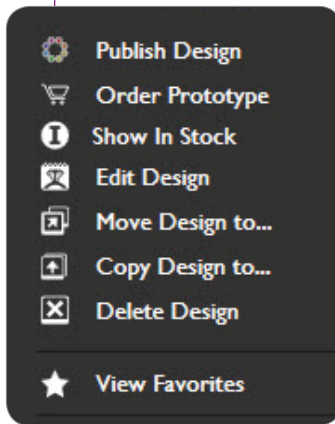 Publish Design
Order Prototype
Show In Stock
Edit Design
Move Design to...
Copy Design to...
Delete Design
View Favorites